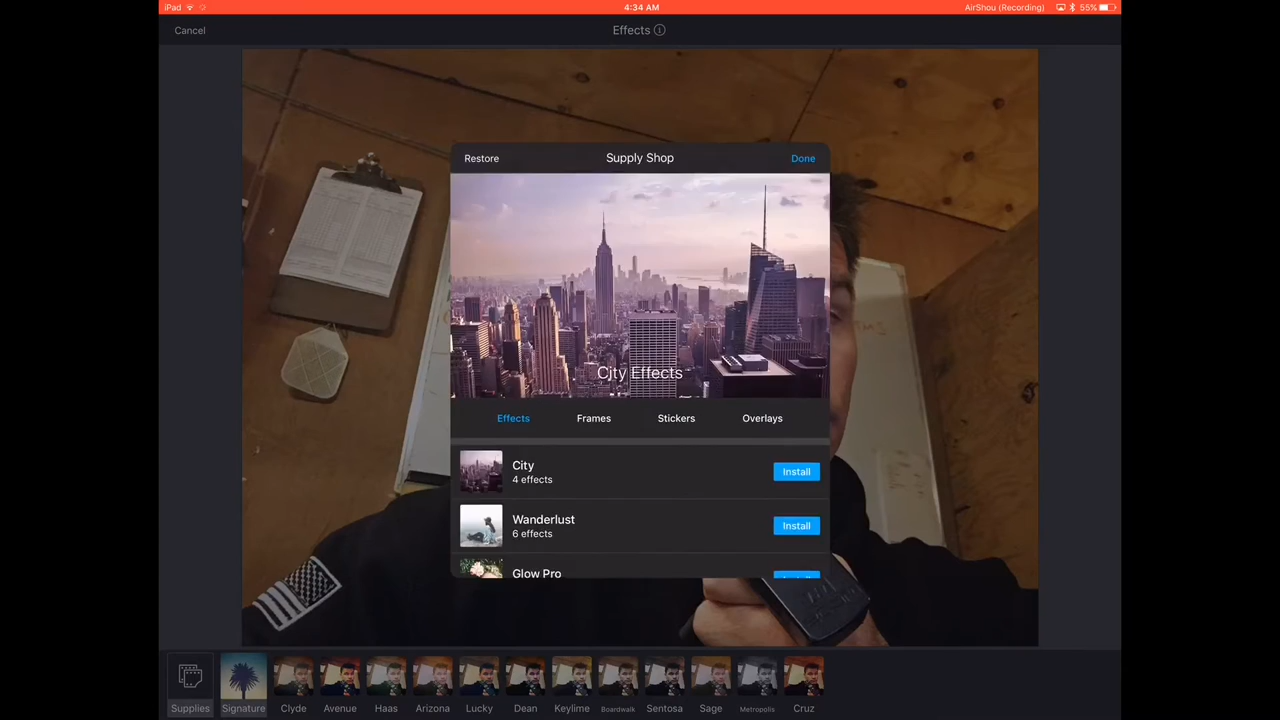 iPad
4:34 AM
AirShou (Recording)
55%
Cancel
Effects
Restore
Supply Shop
Done
City Effects
Effects
Frames
Stickers
Overlays
City
4 effects
Install
Wanderlust
6 effects
Install
Glow Pro
Supplies
Signature
Clyde
Avenue
Haas
Arizona
Lucky
Dean
Keylime
Boardwalk
Sentosa
Sage
Metropolis
Cruz